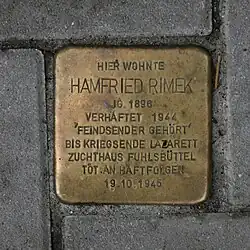 HIER WOHNTE
HAMFRIED RIMEK
JG. 1896
VERHAFTET 1944
"FEINDSENDER GEHÖRT"
BIS KRIEGSENDE LAZARETT
ZUCHTHAUS FUHLSBÜTTEL
TOT AN HAFTFOLGEN
19.10.1945